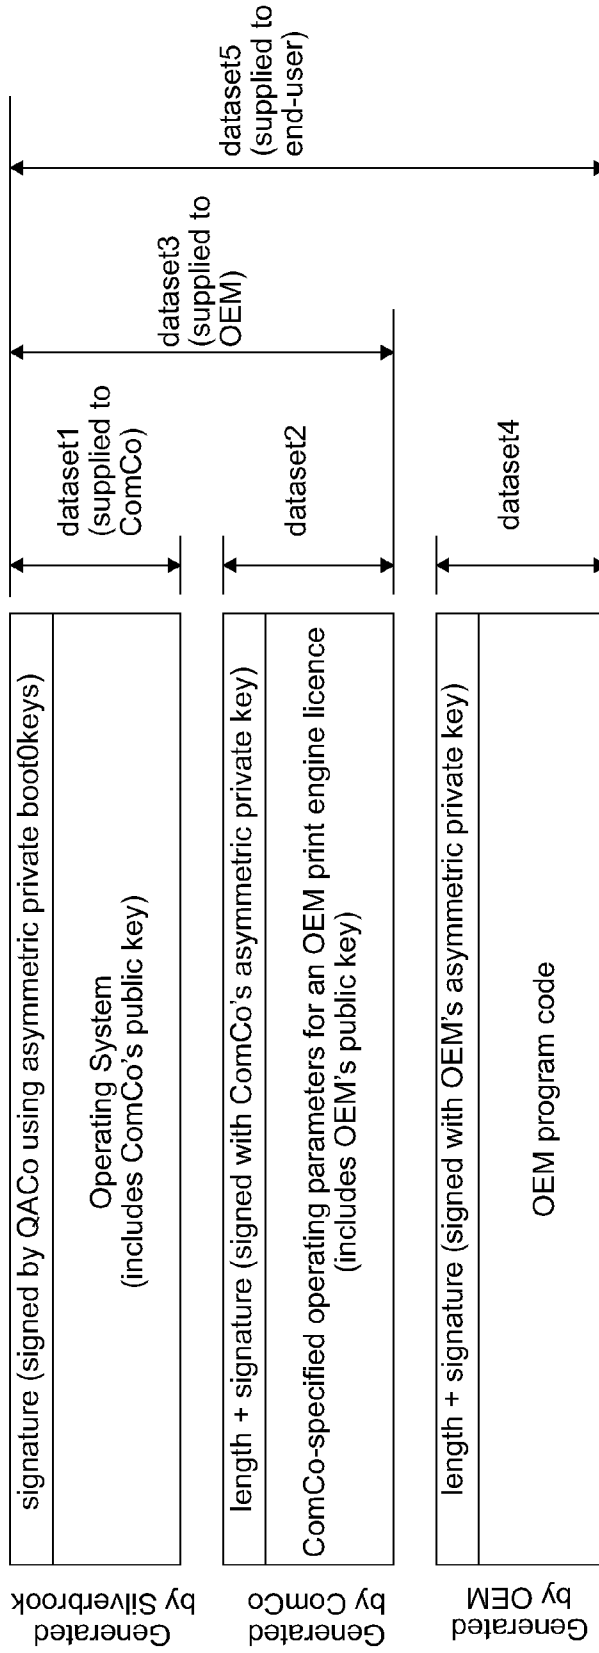 Generated
by Silverbrook
signature (signed by QACo using asymmetric private boot0keys)
Operating System
(includes ComCo's public key)
dataset1
(supplied to
ComCo)
dataset3
(supplied to
OEM)
dataset5
(supplied to
end-user)
Generated
by ComCo
length + signature (signed with ComCo's asymmetric private key)
ComCo-specified operating parameters for an OEM print engine licence
(includes OEM's public key)
dataset2
Generated
by OEM
length + signature (signed with OEM's asymmetric private key)
OEM program code
dataset4